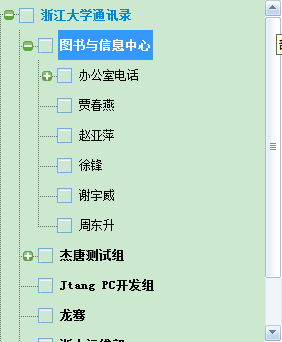 浙江大学通讯录
图书与信息中心
办公室电话
贾春燕
赵亚萍
徐锋
谢宇威
周东升
杰唐测试组
Jtang PC开发组
龙骞